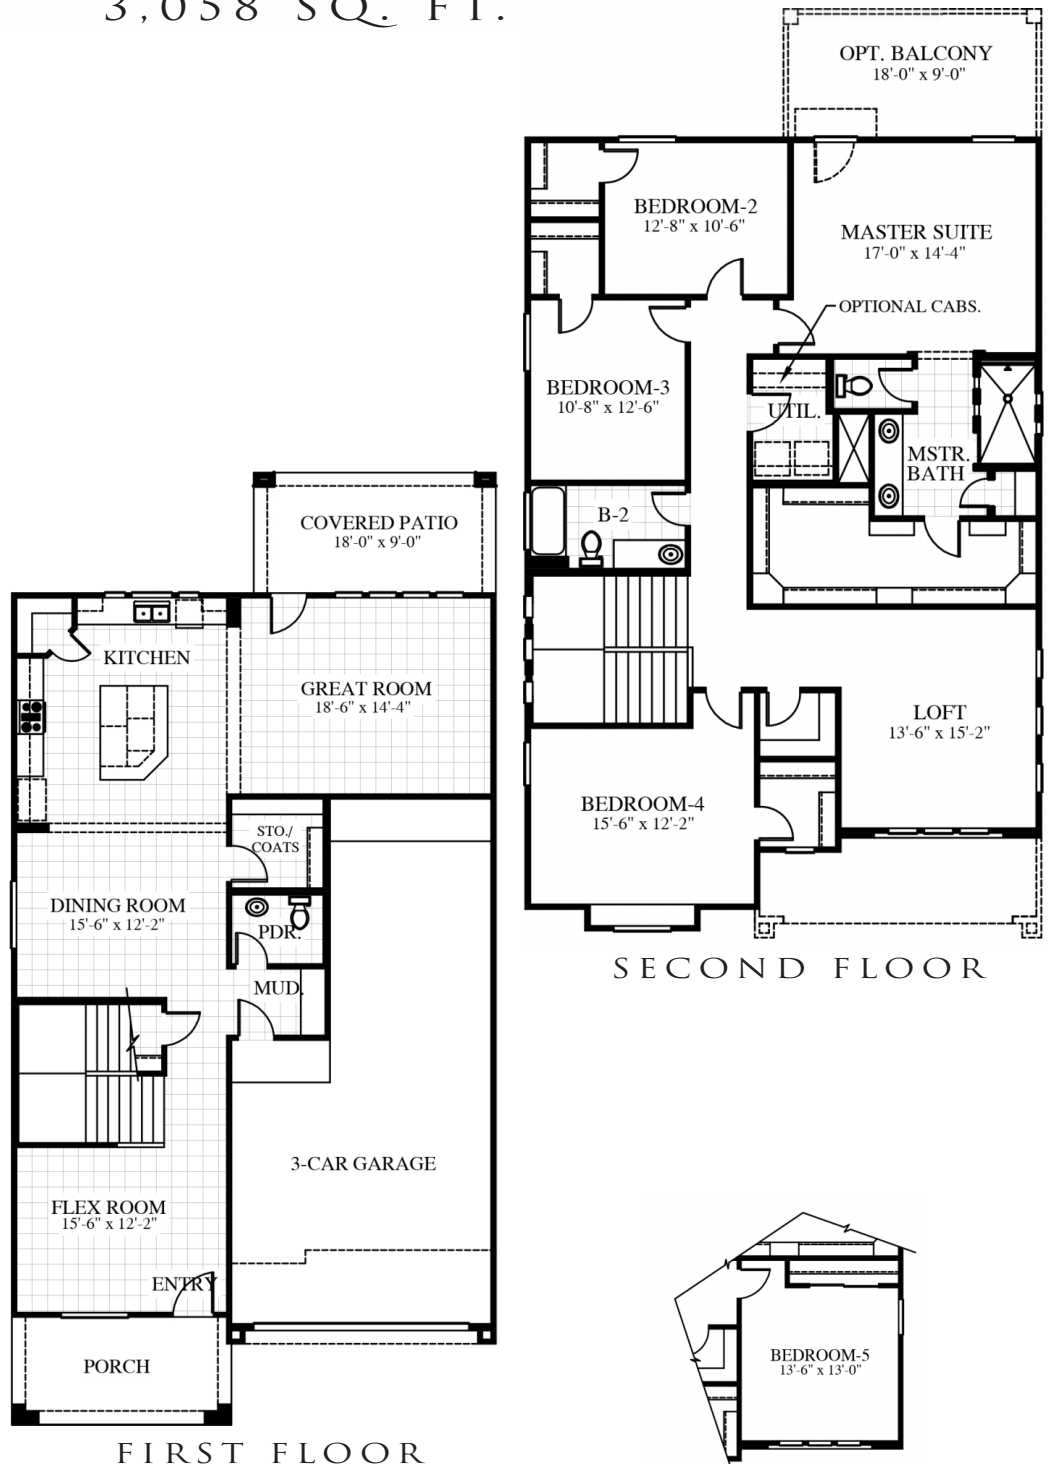 3,058 SQ. FT.
OPT. BALCONY
18'-0" x 9'-0"
BEDROOM-2
12'-8" x 10'-6"
MASTER SUITE
17'-0" x 14'-4"
OPTIONAL CABS.
BEDROOM-3
10'-8" x 12'-6"
UTIL.
MSTR.
BATH
B-2
LOFT
13'-6" x 15'-2"
BEDROOM-4
15'-6" x 12'-2"
SECOND FLOOR
COVERED PATIO
18'-0" x 9'-0"
KITCHEN
GREAT ROOM
18'-6" x 14'-4"
STO./
COATS
DINING ROOM
15'-6" x 12'-2"
PDR.
MUD.
3-CAR GARAGE
FLEX ROOM
15'-6" x 12'-2"
ENTRY
PORCH
FIRST FLOOR
BEDROOM-5
13'-6" x 13'-0"